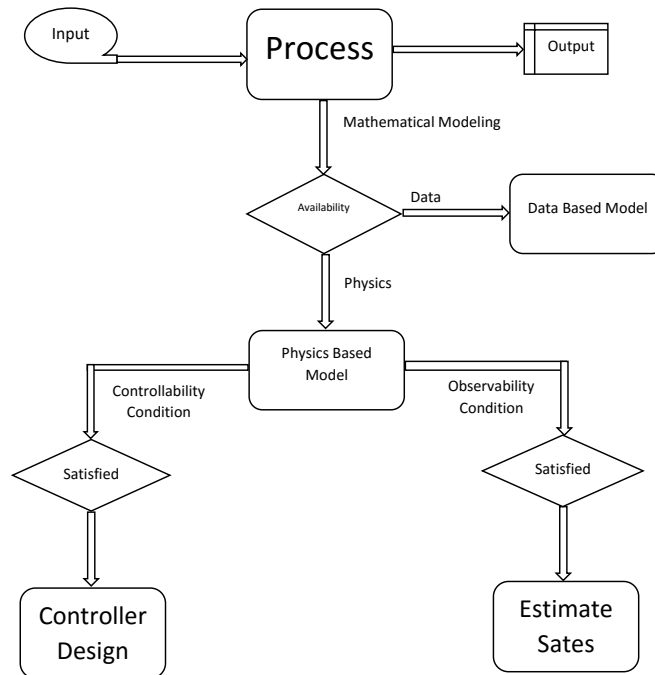 Input
Process
Output
Mathematical Modeling
Availability
Data
Data Based Model
Physics
Physics Based
Model
Controllability
Condition
Observability
Condition
Satisfied
Satisfied
Controller
Design
Estimate
Sates